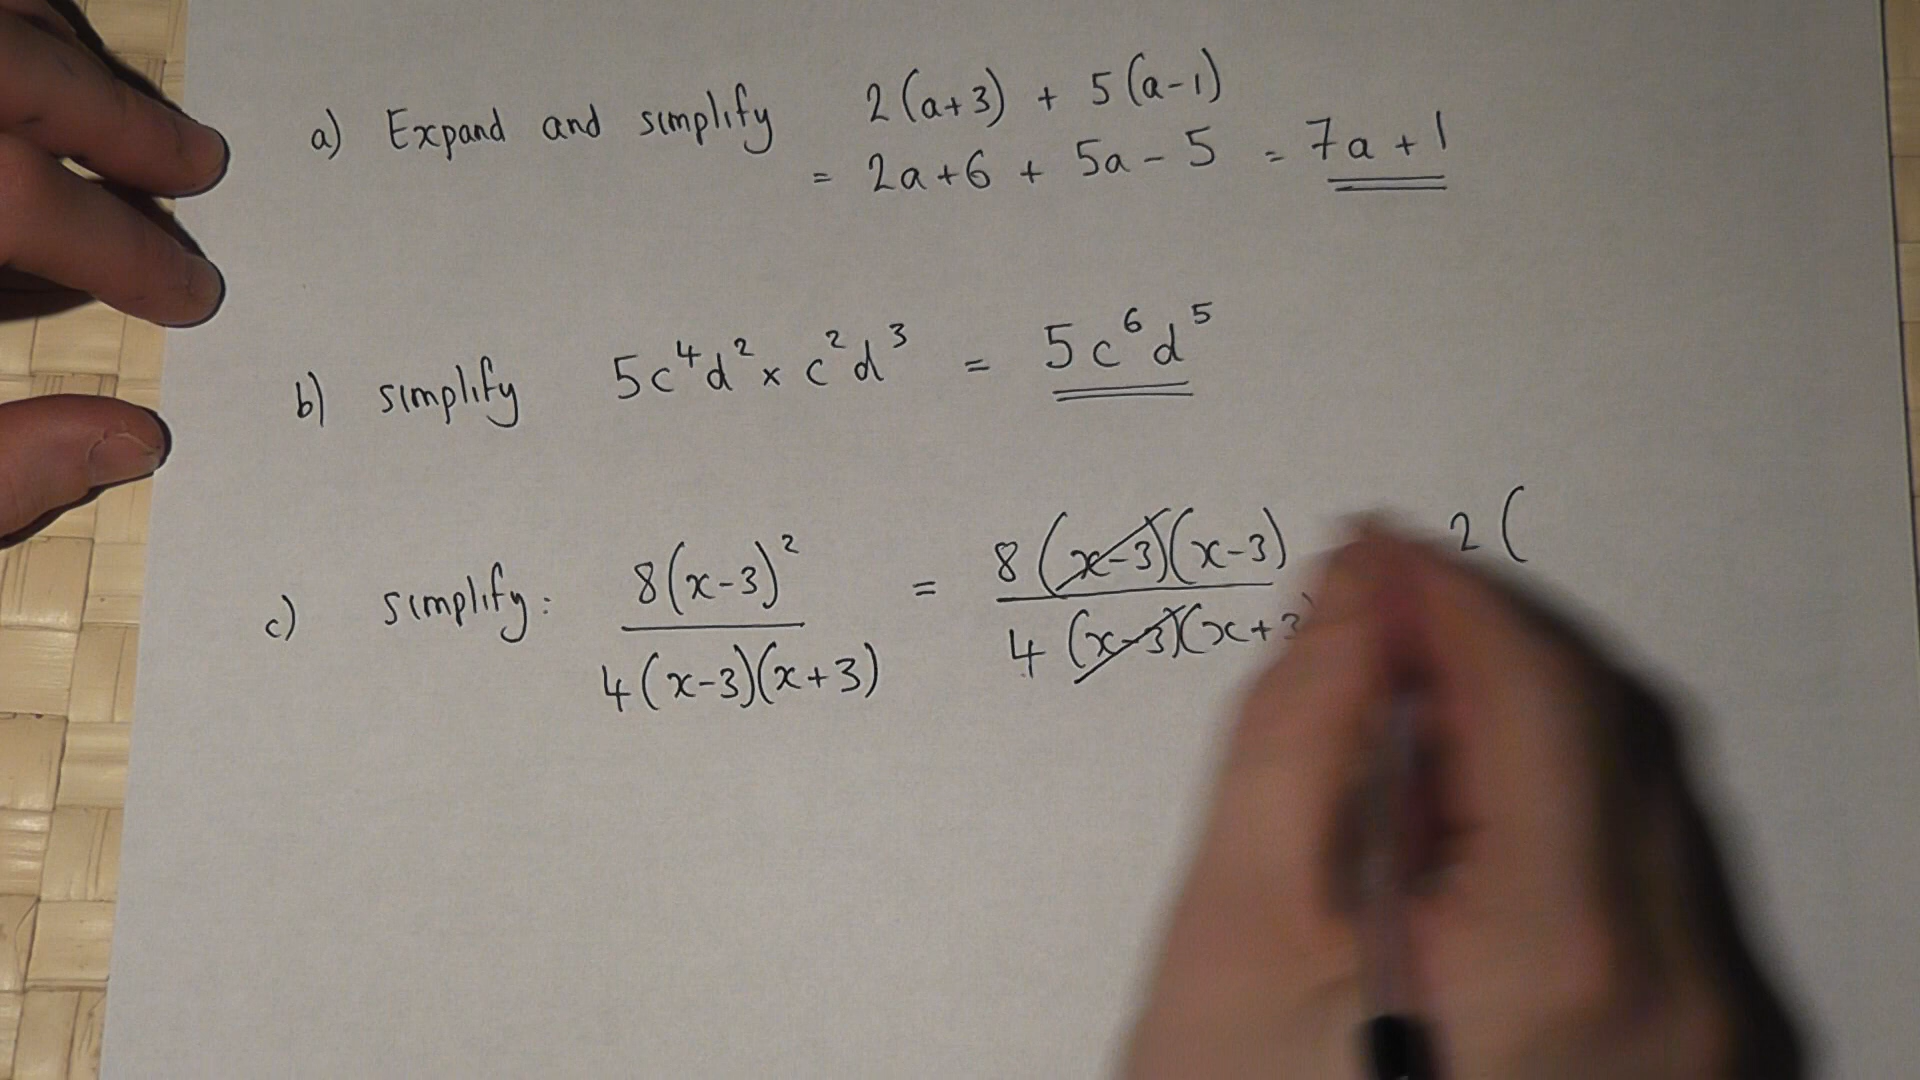 a) Expand and simplify 2(a+3) + 5(a-1)
= 2a+6 + 5a-5 = 7a+1
b) simplify 5c⁴d² × c²d³ = 5c⁶d⁵
c) simplify: 8(x-3)² / 4(x-3)(x+3) = 8(x-3)(x-3) / 4(x-3)(x+3) 2(